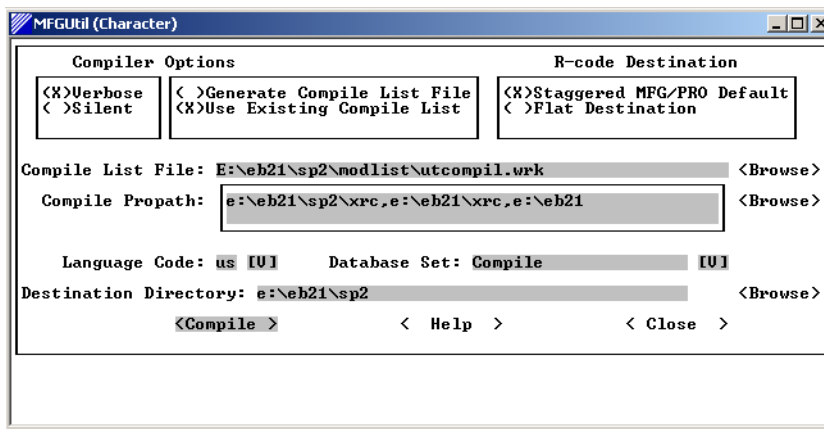 MFGUtil (Character)
Compiler Options R-code Destination
(X)Verbose ( )Generate Compile List File (X)Staggered MFG/PRO Default
( )Silent (X)Use Existing Compile List ( )Flat Destination
Compile List File: E:\eb21\sp2\modlist\utcompil.wrk <Browse>
Compile Propath: e:\eb21\sp2\xrc,e:\eb21\xrc,e:\eb21 <Browse>
Language Code: us [V] Database Set: Compile [V]
Destination Directory: e:\eb21\sp2 <Browse>
<Compile > < Help > < Close >